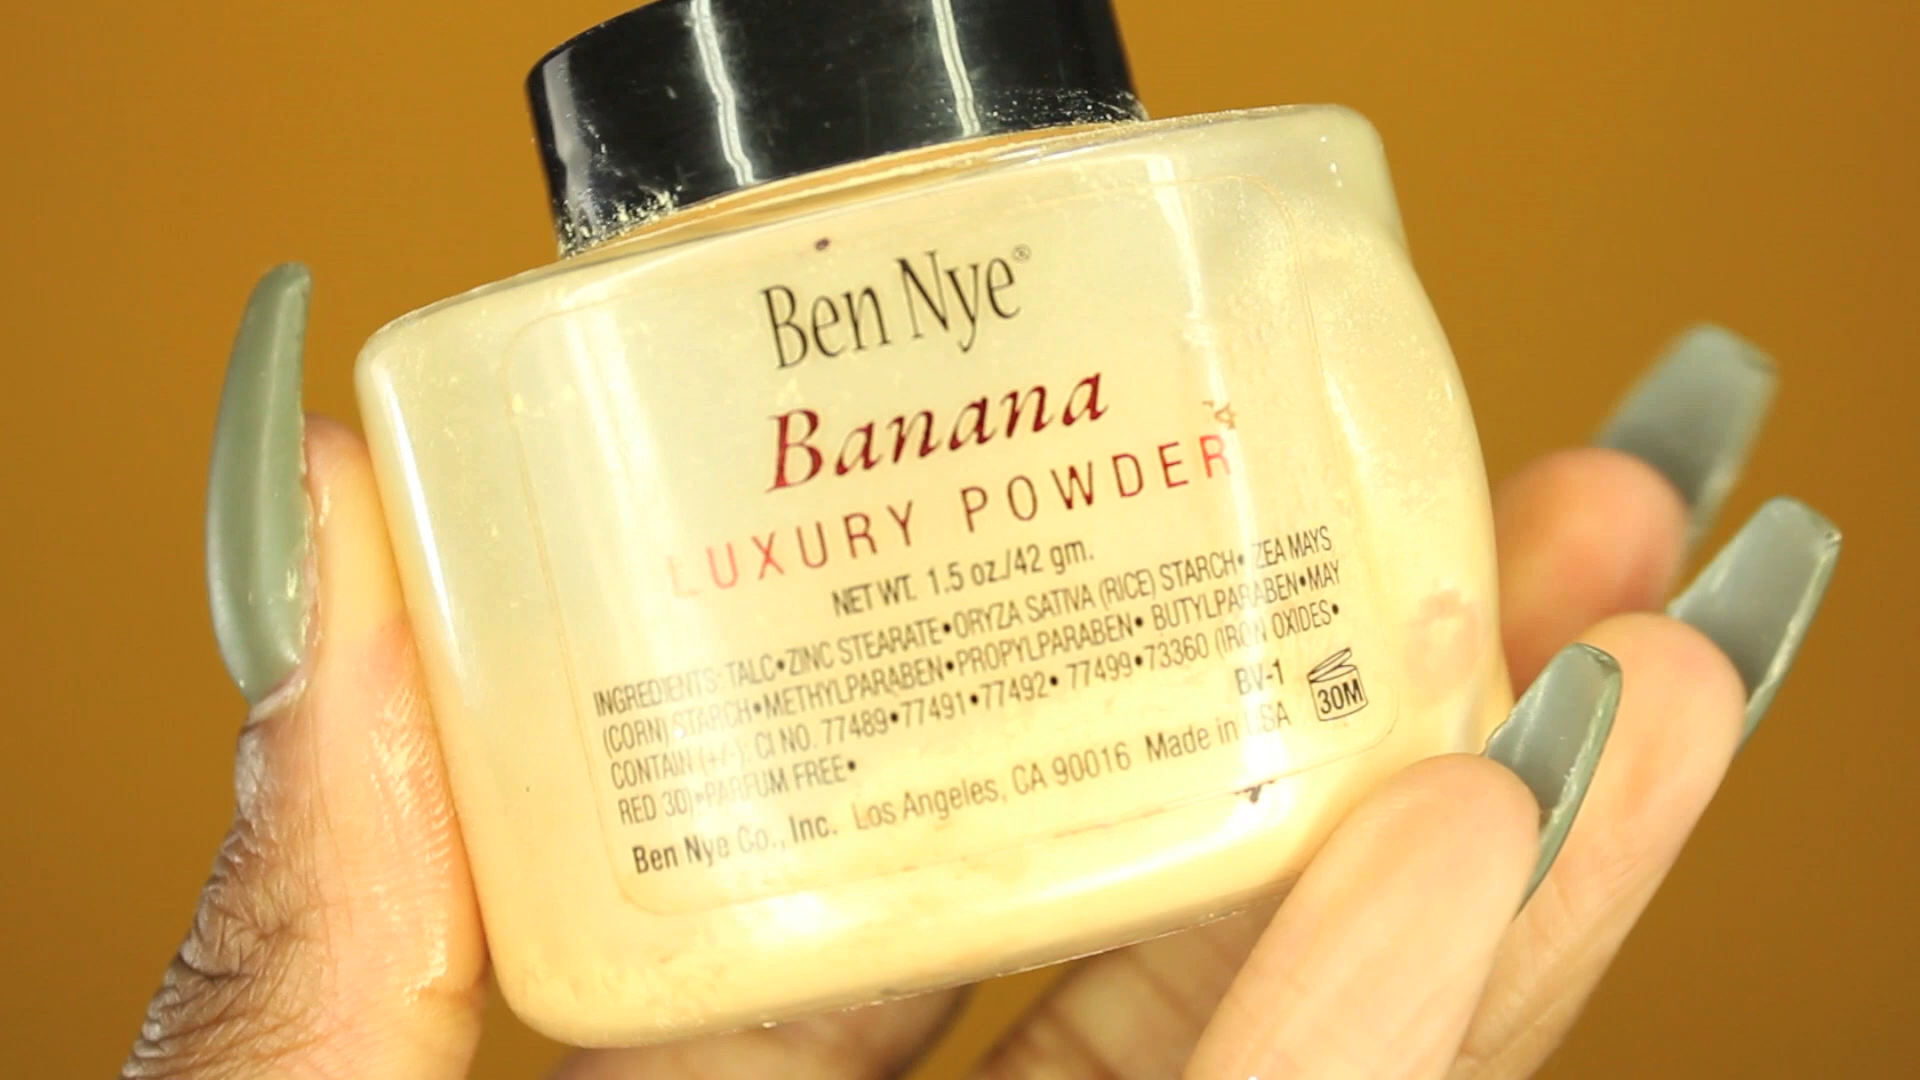 Ben Nye®
Banana
LUXURY POWDER
NET WT. 1.5 oz./42 gm.
INGREDIENTS: TALC•ZINC STEARATE•ORYZA SATIVA (RICE) STARCH• ZEA MAYS
(CORN) STARCH•METHYLPARABEN•PROPYLPARABEN• BUTYLPARABEN•MAY
CONTAIN (+/-): CI NO. 77489•77491•77492• 77499•73360 (IRON OXIDES•
RED 30)•PARFUM FREE•
BV-1
30M
Ben Nye Co., Inc. Los Angeles, CA 90016 Made in USA